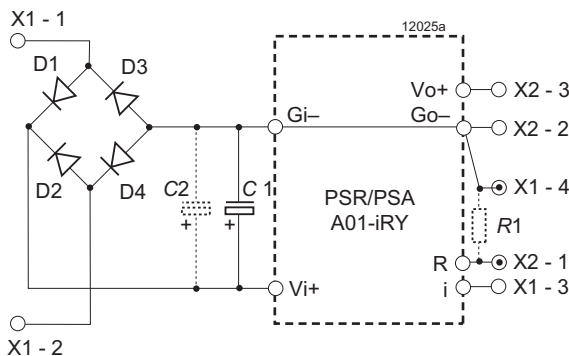 X1 - 1
12025a
D1
D3
Vo+
X2 - 3
Gi–
Go–
X2 - 2
D2
D4
C2
C 1
PSR/PSA
A01-iRY
X1 - 4
R1
+
+
R
X2 - 1
Vi+
i
X1 - 3
X1 - 2